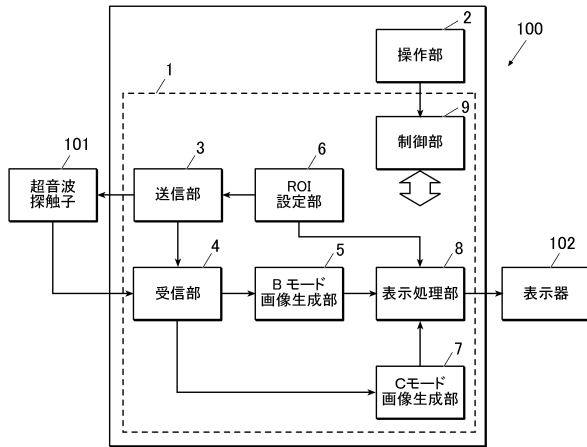 2
100
操作部
1
9
制御部
101
3
6
超音波
探触子
送信部
ROI
設定部
4
5
8
102
受信部
Bモード
画像生成部
表示処理部
表示器
7
Cモード
画像生成部